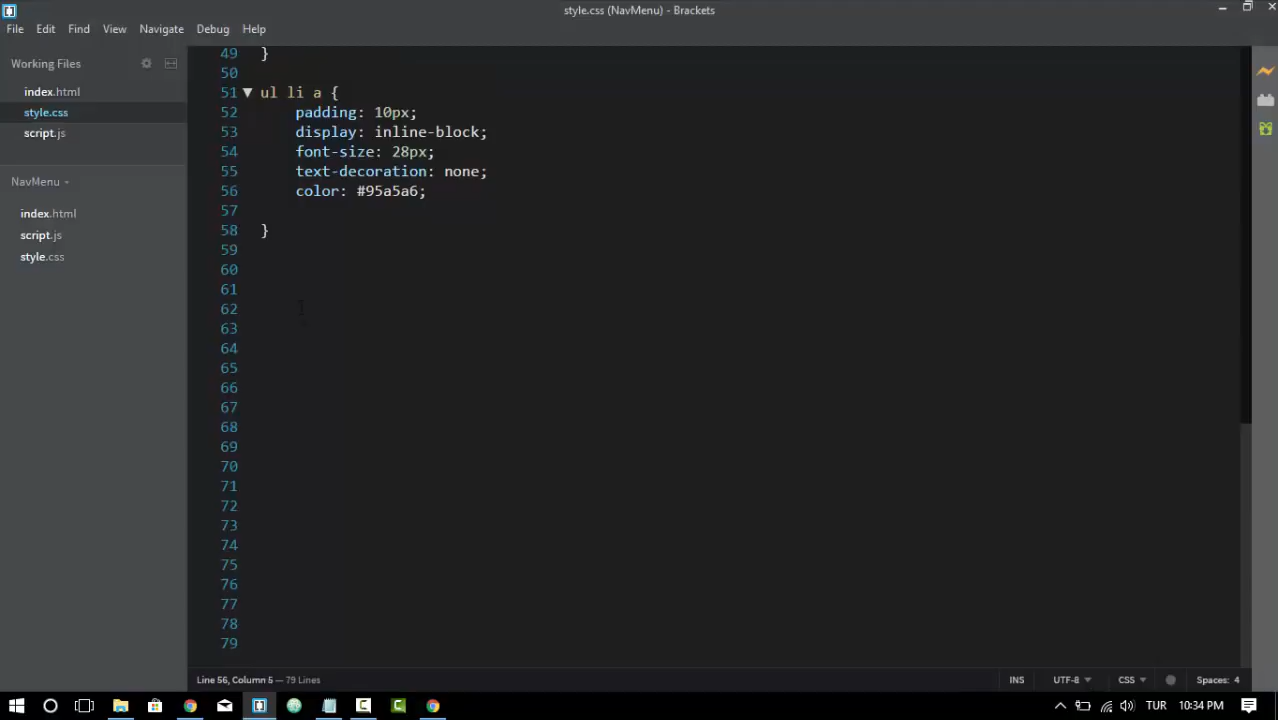 style.css (NavMenu) - Brackets
File Edit Find View Navigate Debug Help
Working Files
index.html
style.css
script.js
NavMenu
index.html
script.js
style.css
49 }
50
51 ul li a {
52 padding: 10px;
53 display: inline-block;
54 font-size: 28px;
55 text-decoration: none;
56 color: #95a5a6;
57
58 }
59
60
61
62
63
64
65
66
67
68
69
70
71
72
73
74
75
76
77
78
79
Line 56, Column 5 — 79 Lines INS UTF-8 CSS Spaces: 4
TUR 10:34 PM